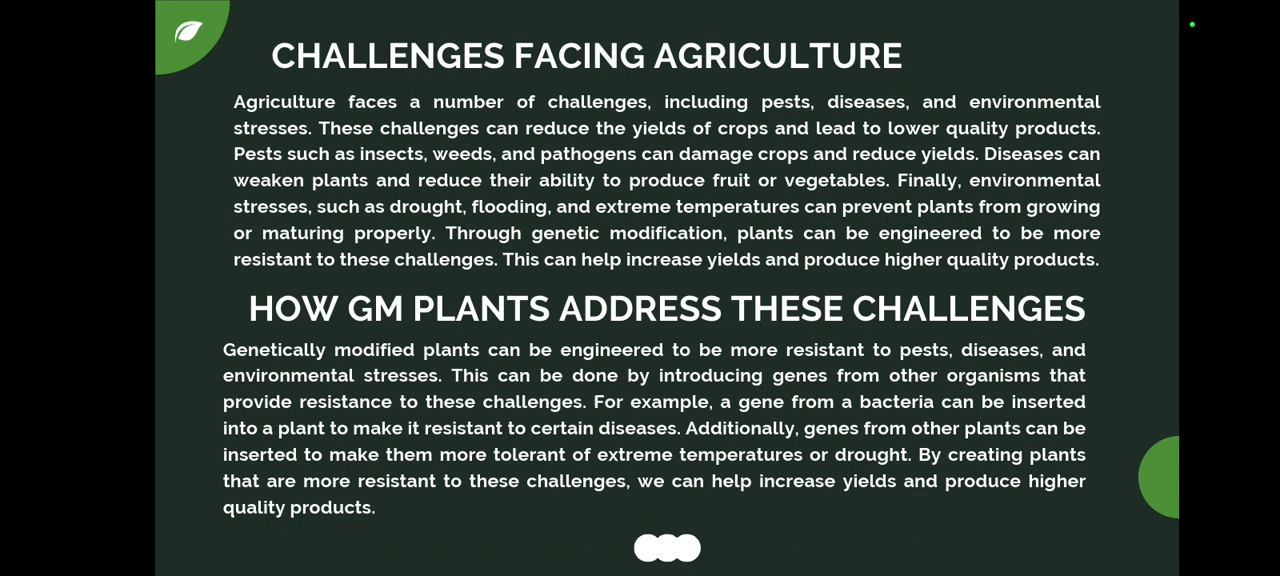 CHALLENGES FACING AGRICULTURE
Agriculture faces a number of challenges, including pests, diseases, and environmental
stresses. These challenges can reduce the yields of crops and lead to lower quality products.
Pests such as insects, weeds, and pathogens can damage crops and reduce yields. Diseases can
weaken plants and reduce their ability to produce fruit or vegetables. Finally, environmental
stresses, such as drought, flooding, and extreme temperatures can prevent plants from growing
or maturing properly. Through genetic modification, plants can be engineered to be more
resistant to these challenges. This can help increase yields and produce higher quality products.
HOW GM PLANTS ADDRESS THESE CHALLENGES
Genetically modified plants can be engineered to be more resistant to pests, diseases, and
environmental stresses. This can be done by introducing genes from other organisms that
provide resistance to these challenges. For example, a gene from a bacteria can be inserted
into a plant to make it resistant to certain diseases. Additionally, genes from other plants can be
inserted to make them more tolerant of extreme temperatures or drought. By creating plants
that are more resistant to these challenges, we can help increase yields and produce higher
quality products.